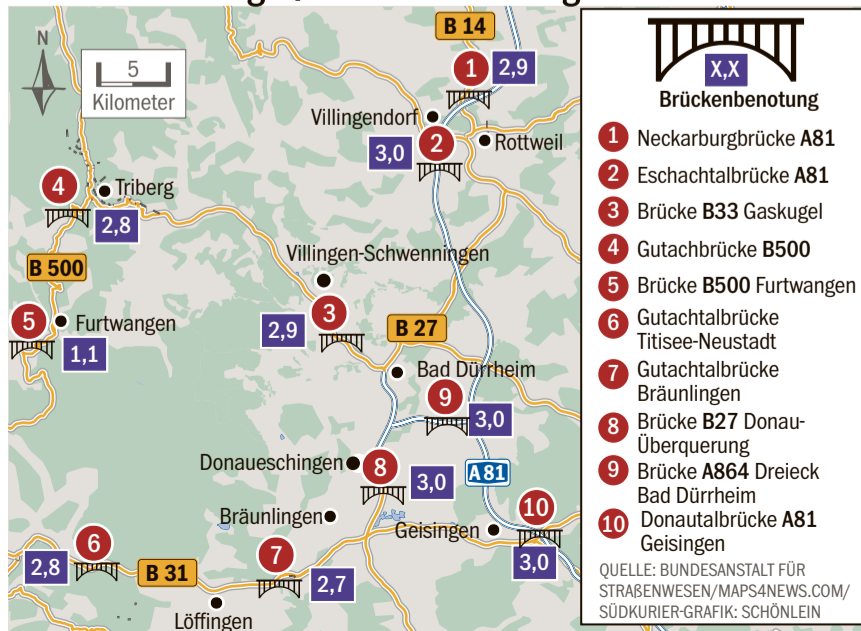 B 14
N
5
Kilometer
1
2,9
Villingendorf
2
3,0
Rottweil
4
Triberg
2,8
B 500
Villingen-Schwenningen
3
2,9
5
Furtwangen
1,1
B 27
Bad Dürrheim
9
3,0
Donaueschingen
8
3,0
A 81
Bräunlingen
Geisingen
10
3,0
6
2,8
B 31
7
2,7
Löffingen
X,X
Brückenbenotung
1 Neckarburgbrücke A81
2 Eschachtalbrücke A81
3 Brücke B33 Gaskugel
4 Gutachbrücke B500
5 Brücke B500 Furtwangen
6 Gutachtalbrücke
Titisee-Neustadt
7 Gutachtalbrücke
Bräunlingen
8 Brücke B27 Donau-
Überquerung
9 Brücke A864 Dreieck
Bad Dürrheim
10 Donautalbrücke A81
Geisingen
QUELLE: BUNDESANSTALT FÜR
STRAßENWESEN/MAPS4NEWS.COM/
SÜDKURIER-GRAFIK: SCHÖNLEIN